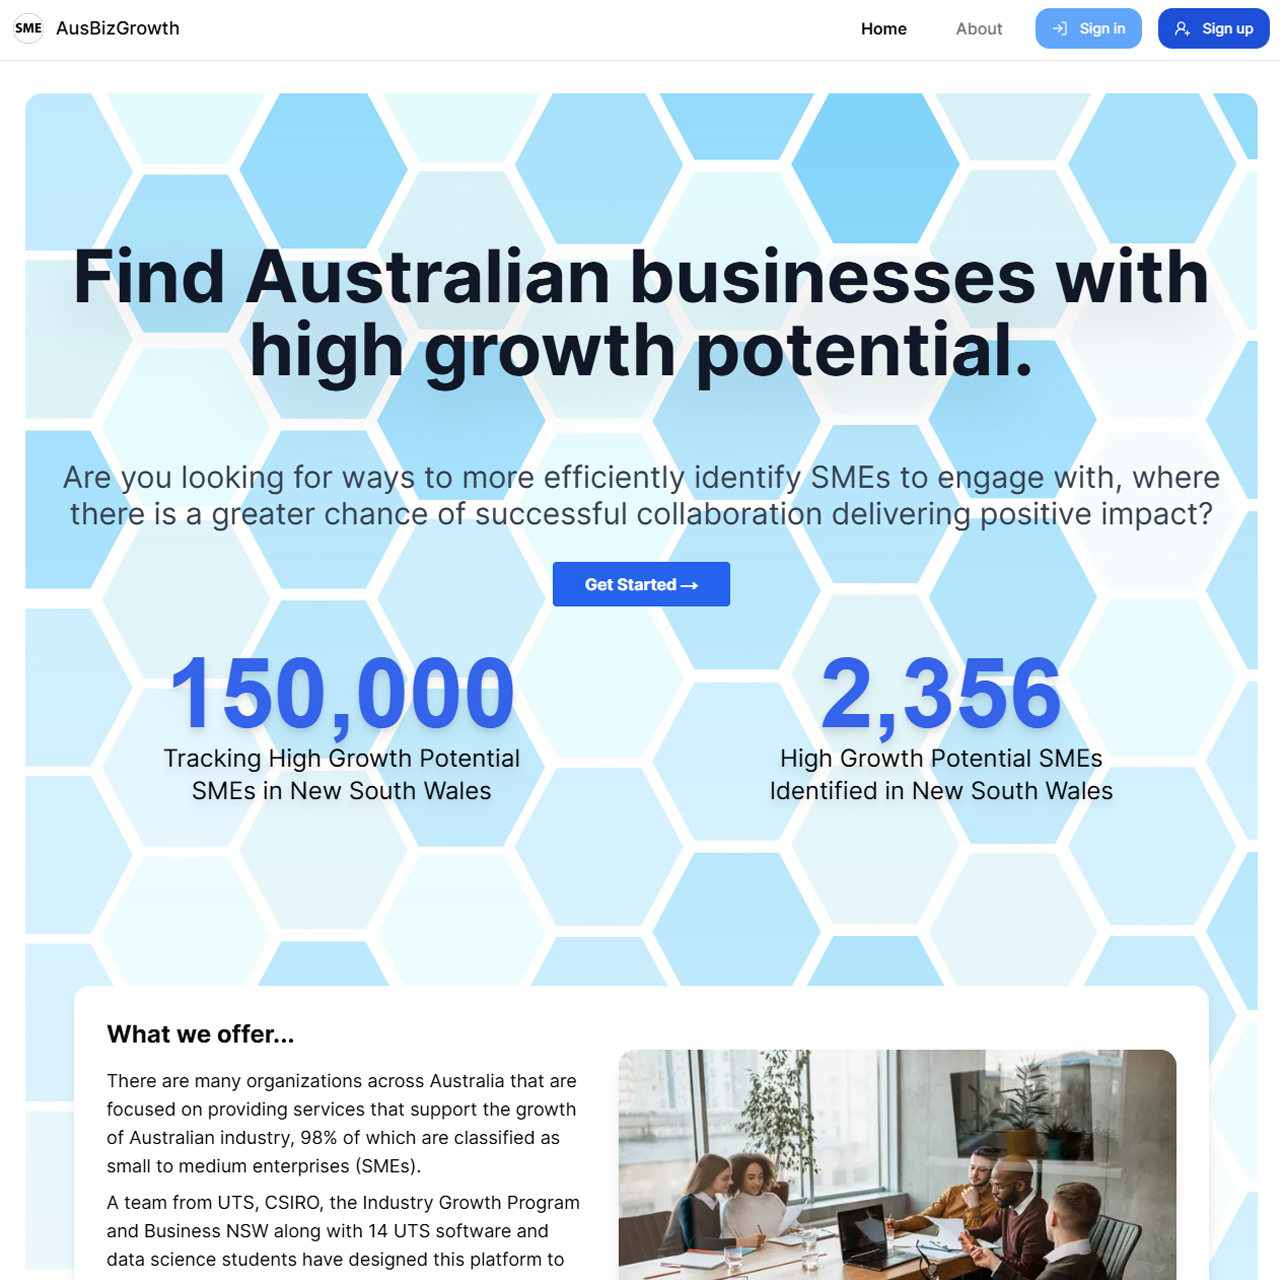 SME AusBizGrowth Home About Sign in Sign up
Find Australian businesses with
high growth potential.
Are you looking for ways to more efficiently identify SMEs to engage with, where
there is a greater chance of successful collaboration delivering positive impact?
Get Started →
150,000
Tracking High Growth Potential
SMEs in New South Wales
2,356
High Growth Potential SMEs
Identified in New South Wales
What we offer...
There are many organizations across Australia that are
focused on providing services that support the growth
of Australian industry, 98% of which are classified as
small to medium enterprises (SMEs).
A team from UTS, CSIRO, the Industry Growth Program
and Business NSW along with 14 UTS software and
data science students have designed this platform to